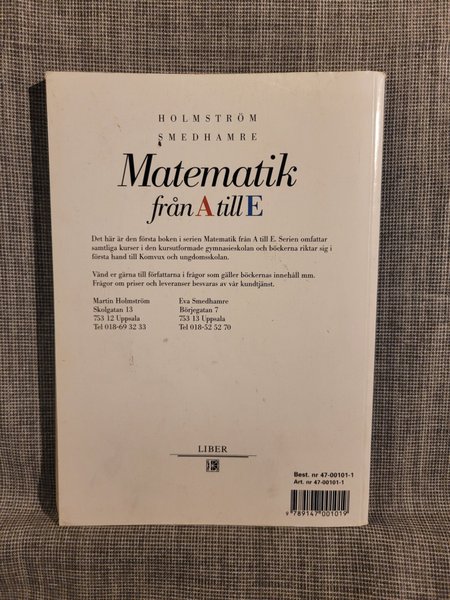 HOLMSTRÖM
SMEDHAMRE
Matematik
från A till E
Det här är den första boken i serien Matematik från A till E. Serien omfattar
samtliga kurser i den kursutformade gymnasieskolan och böckerna riktar sig i
första hand till Komvux och ungdomsskolan.
Vänd er gärna till författarna i frågor som gäller böckernas innehåll mm.
Frågor om priser och leveranser besvaras av vår kundtjänst.
Martin Holmström Eva Smedhamre
Skolgatan 13 Börjegatan 7
753 12 Uppsala 753 13 Uppsala
Tel 018-69 32 33 Tel 018-52 52 70
LIBER
Best. nr 47-00101-1
Art. nr 47-00101-1
9 789147 001019